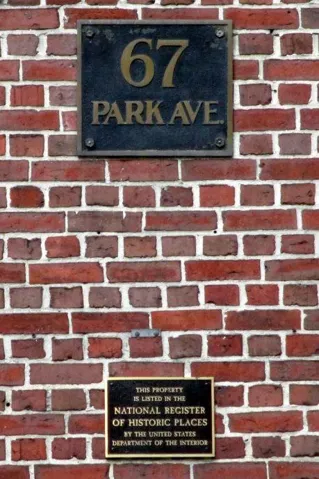 67
PARK AVE.
THIS PROPERTY
IS LISTED IN THE
NATIONAL REGISTER
OF HISTORIC PLACES
BY THE UNITED STATES
DEPARTMENT OF THE INTERIOR